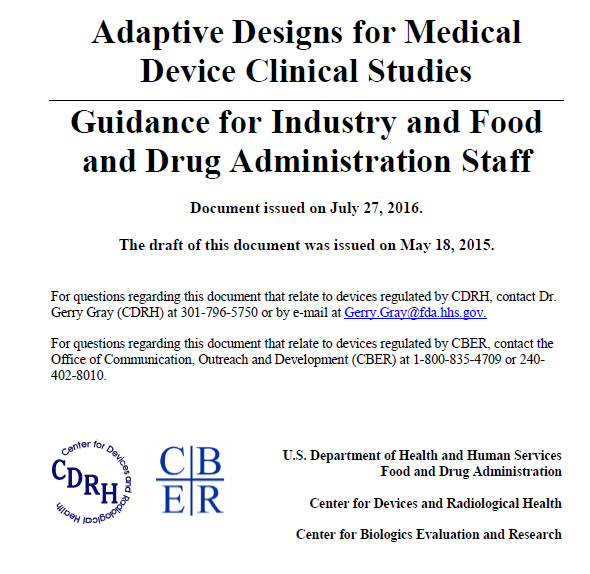 Adaptive Designs for Medical
Device Clinical Studies
Guidance for Industry and Food
and Drug Administration Staff
Document issued on July 27, 2016.
The draft of this document was issued on May 18, 2015.
For questions regarding this document that relate to devices regulated by CDRH, contact Dr.
Gerry Gray (CDRH) at 301-796-5750 or by e-mail at Gerry.Gray@fda.hhs.gov.
For questions regarding this document that relate to devices regulated by CBER, contact the
Office of Communication, Outreach and Development (CBER) at 1-800-835-4709 or 240-
402-8010.
Center for Devices and Radiological Health
CDRH
CB
ER
U.S. Department of Health and Human Services
Food and Drug Administration
Center for Devices and Radiological Health
Center for Biologics Evaluation and Research